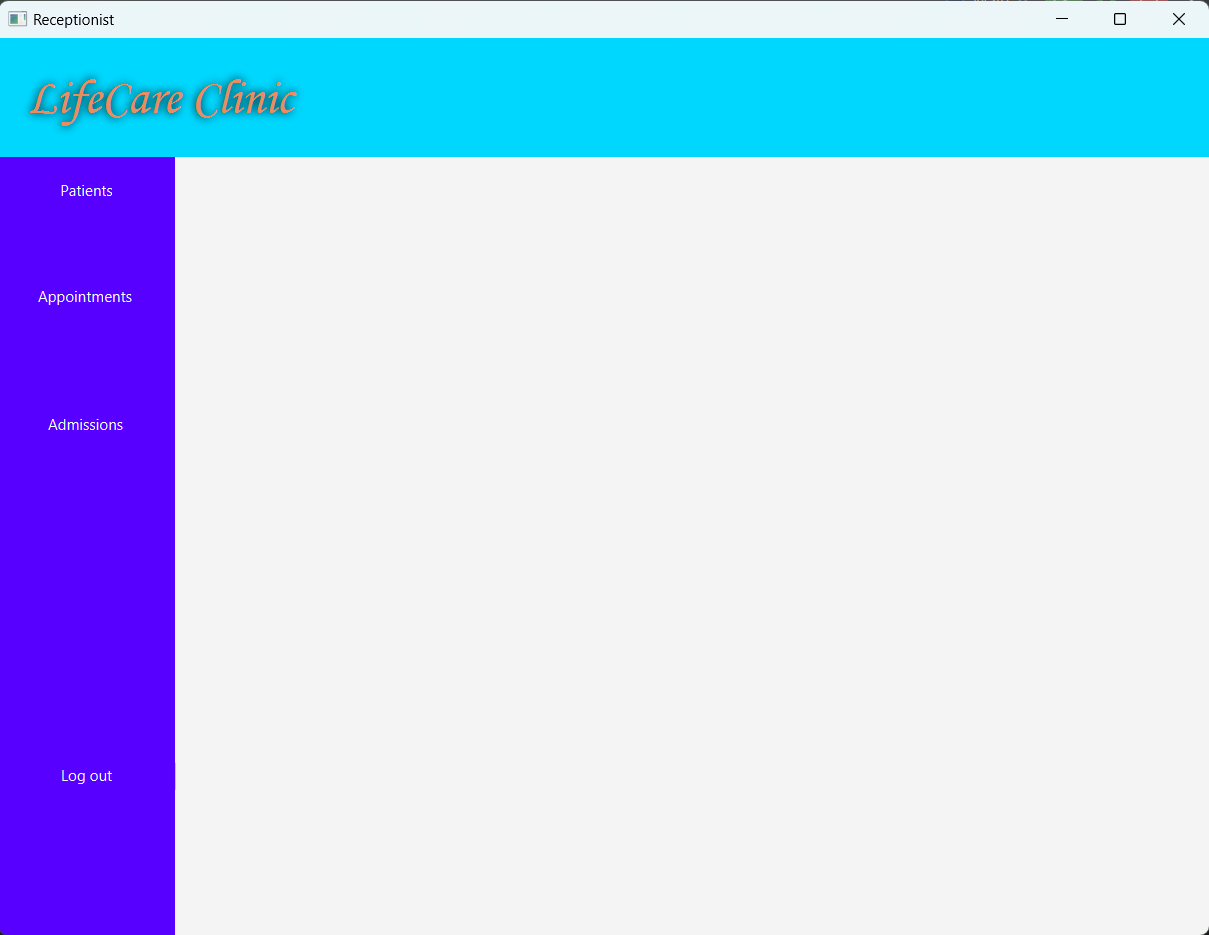 Receptionist
LifeCare Clinic
Patients
Appointments
Admissions
Log out